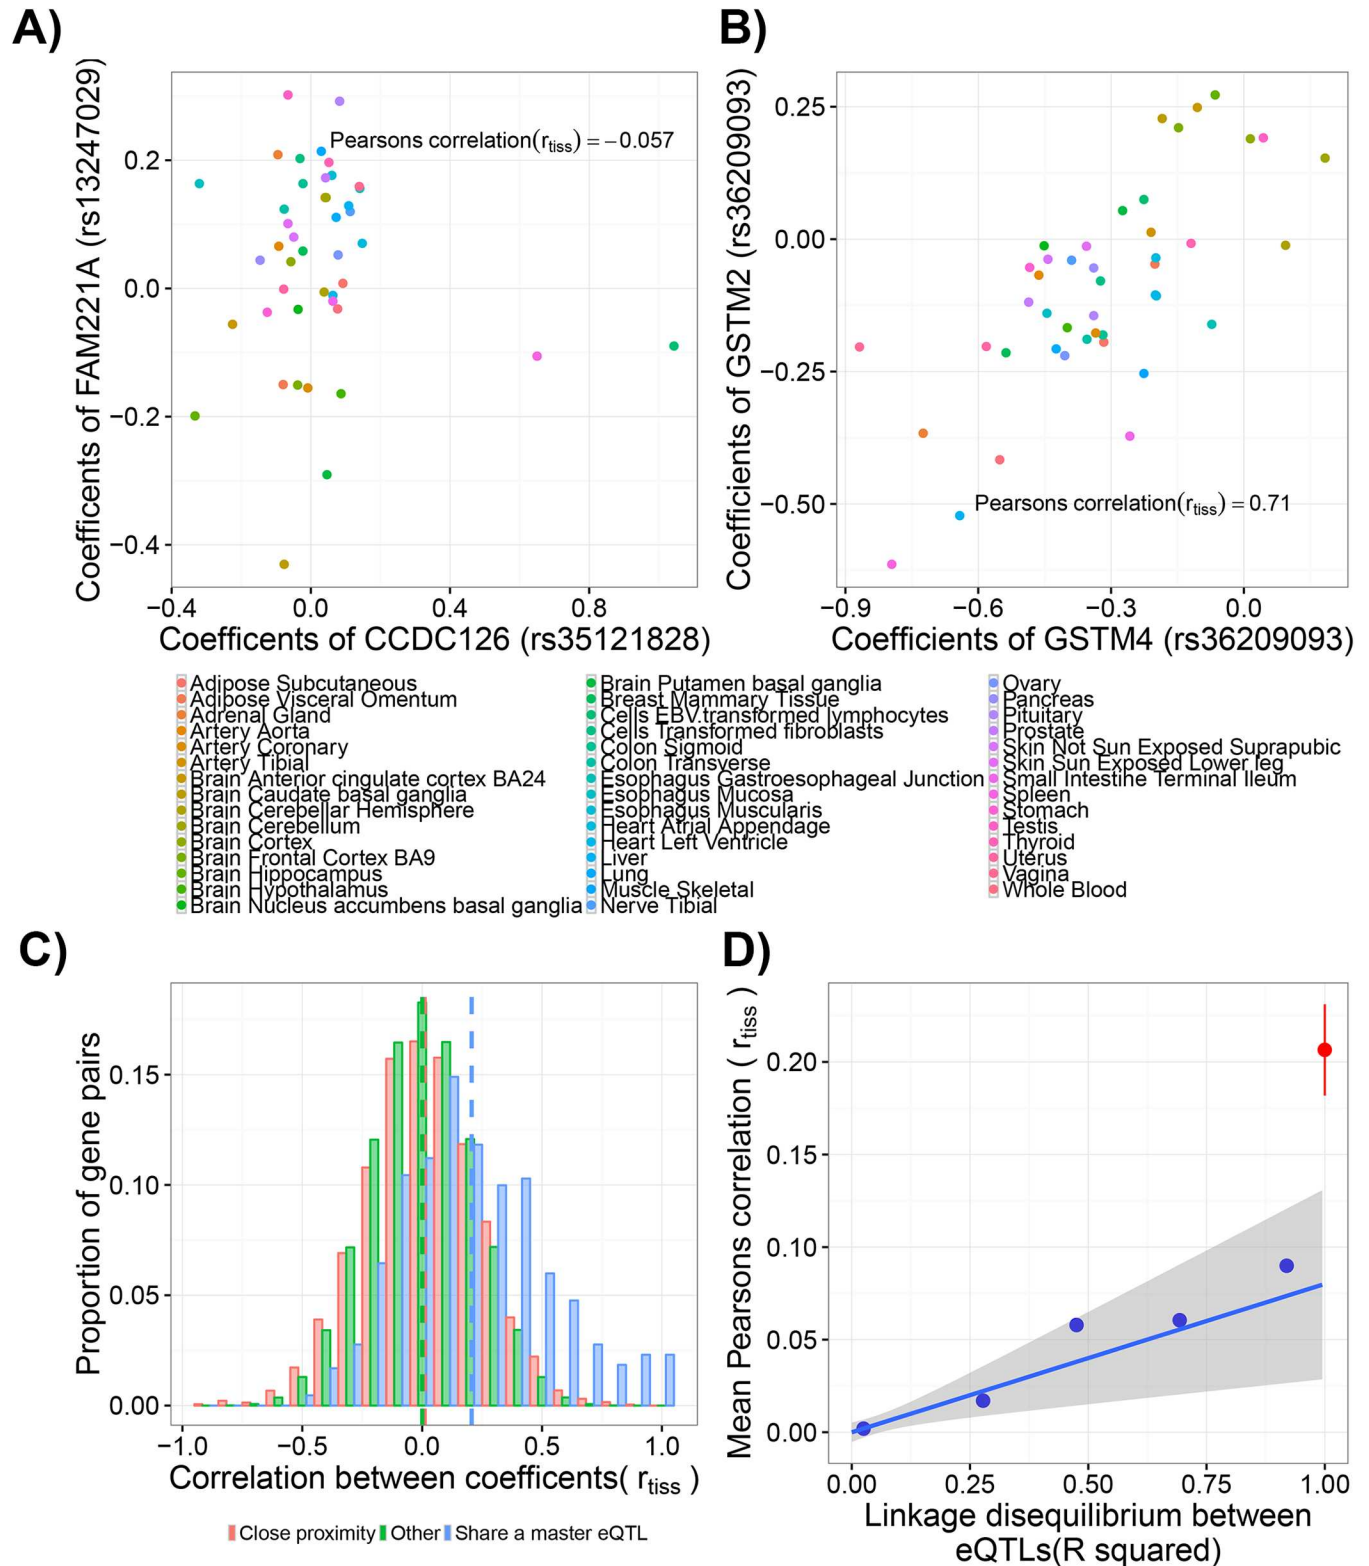 A)
B)
Coefficents of FAM221A (rs13247029)
0.2
0.0
−0.2
−0.4
Pearsons correlation(rtiss) = −0.057
−0.4
0.0
0.4
0.8
Coefficents of CCDC126 (rs35121828)
Coefficients of GSTM2 (rs36209093)
0.25
0.00
−0.25
−0.50
Pearsons correlation(rtiss) = 0.71
−0.9
−0.6
−0.3
0.0
Coefficients of GSTM4 (rs36209093)
Adipose Subcutaneous
Adipose Visceral Omentum
Adrenal Gland
Artery Aorta
Artery Coronary
Artery Tibial
Brain Anterior cingulate cortex BA24
Brain Caudate basal ganglia
Brain Cerebellar Hemisphere
Brain Cerebellum
Brain Cortex
Brain Frontal Cortex BA9
Brain Hippocampus
Brain Hypothalamus
Brain Nucleus accumbens basal ganglia
Brain Putamen basal ganglia
Breast Mammary Tissue
Cells EBV.transformed lymphocytes
Cells Transformed fibroblasts
Colon Sigmoid
Colon Transverse
Esophagus Gastroesophageal Junction
Esophagus Mucosa
Esophagus Muscularis
Heart Atrial Appendage
Heart Left Ventricle
Liver
Lung
Muscle Skeletal
Nerve Tibial
Ovary
Pancreas
Pituitary
Prostate
Skin Not Sun Exposed Suprapubic
Skin Sun Exposed Lower leg
Small Intestine Terminal Ileum
Spleen
Stomach
Testis
Thyroid
Uterus
Vagina
Whole Blood
C)
D)
Proportion of gene pairs
0.15
0.10
0.05
0.00
−1.0
−0.5
0.0
0.5
1.0
Correlation between coefficents( rtiss )
Close proximity Other Share a master eQTL
Mean Pearsons correlation ( rtiss )
0.20
0.15
0.10
0.05
0.00
0.00
0.25
0.50
0.75
1.00
Linkage disequilibrium between
eQTLs(R squared)